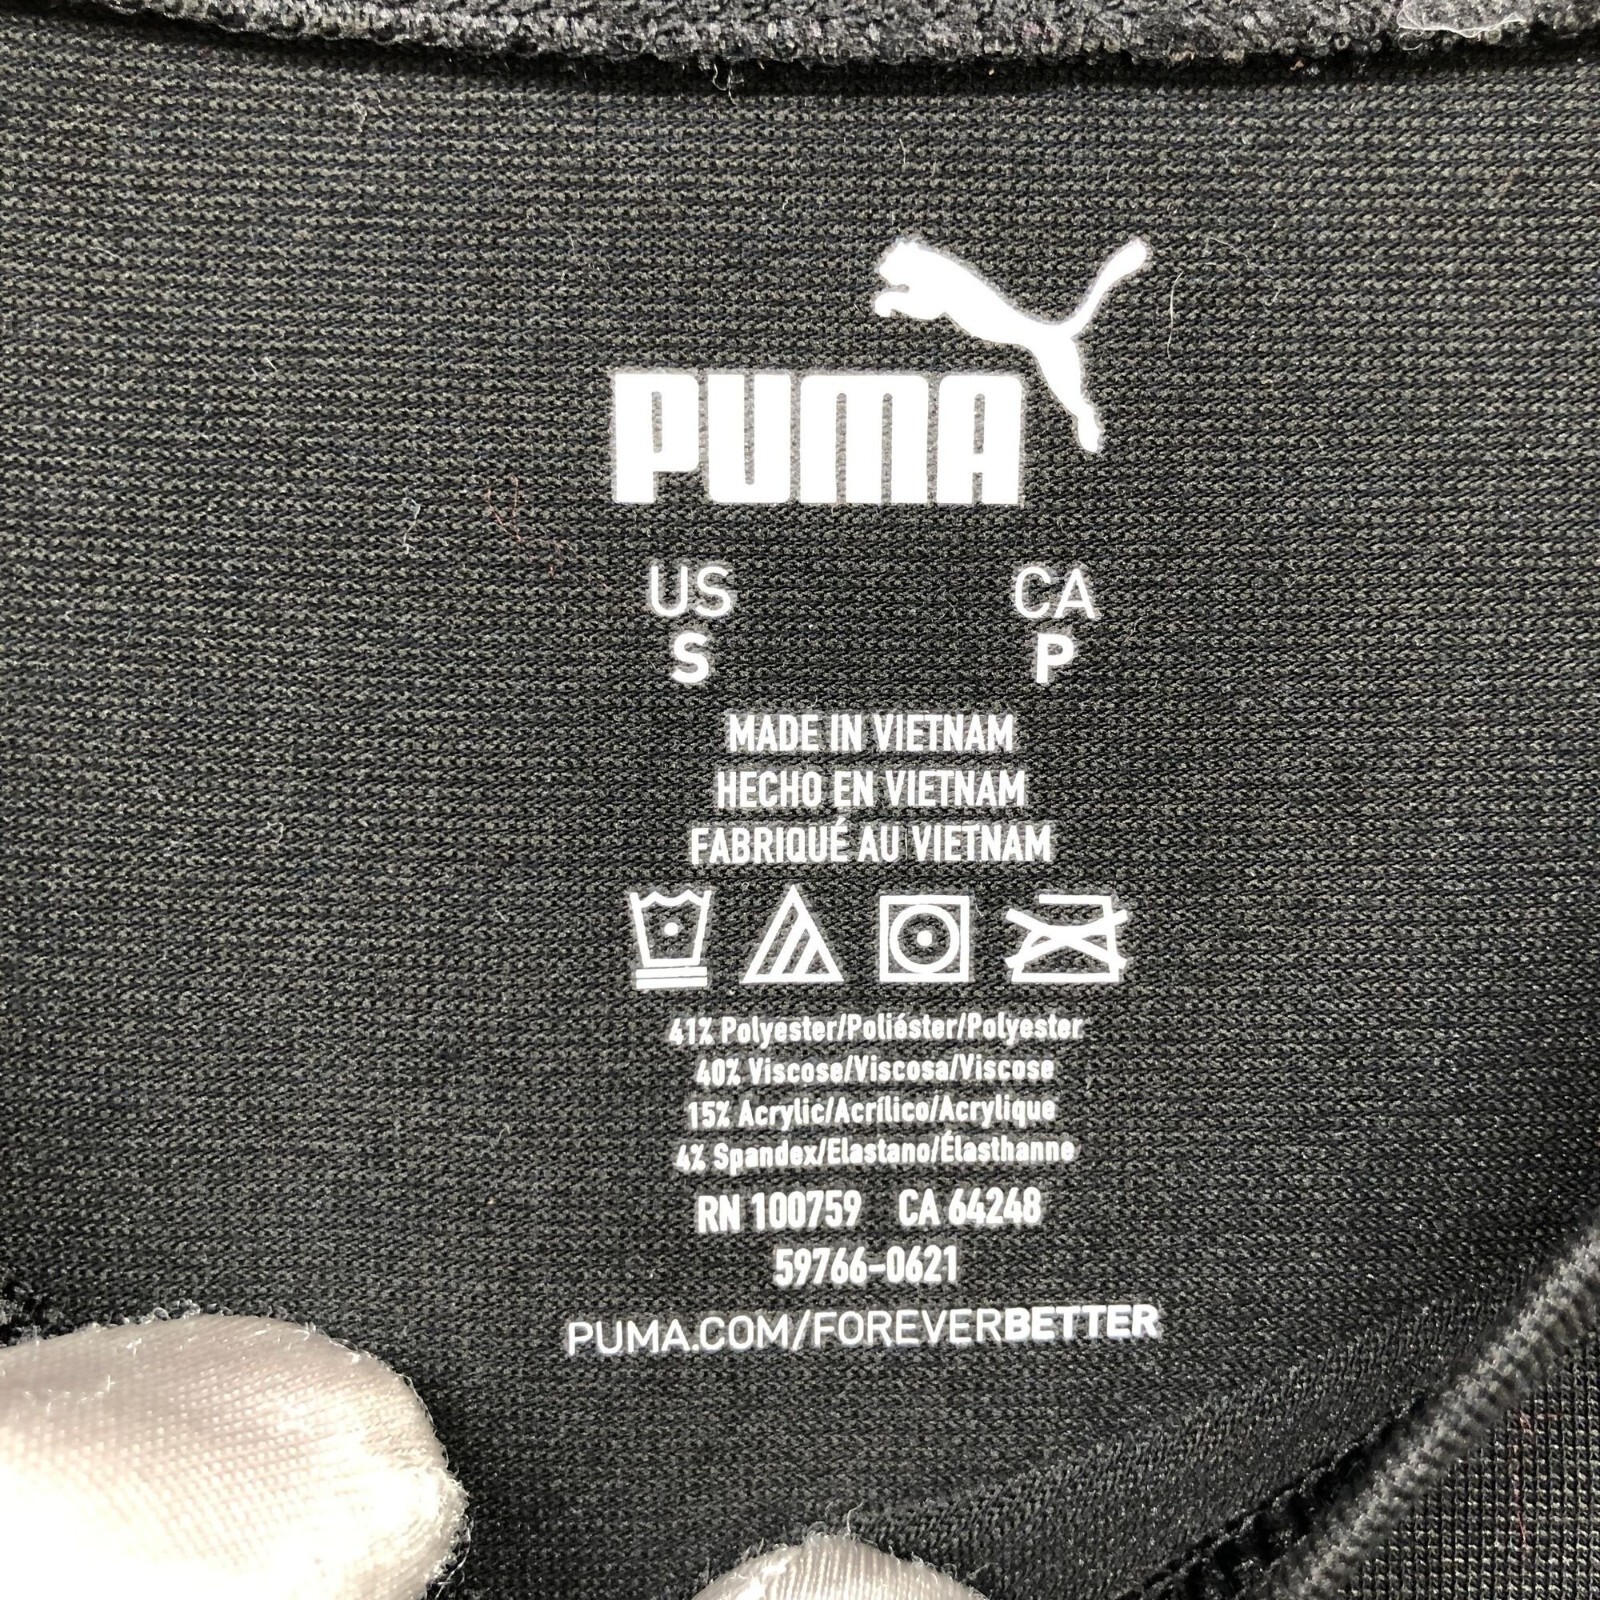 PUMA
US CA
S P
MADE IN VIETNAM
HECHO EN VIETNAM
FABRIQUÉ AU VIETNAM
41% Polyester/Poliéster/Polyester
40% Viscose/Viscosa/Viscose
15% Acrylic/Acrílico/Acrylique
4% Spandex/Elastano/Élasthanne
RN 100759 CA 64248
59766-0621
PUMA.COM/FOREVERBETTER